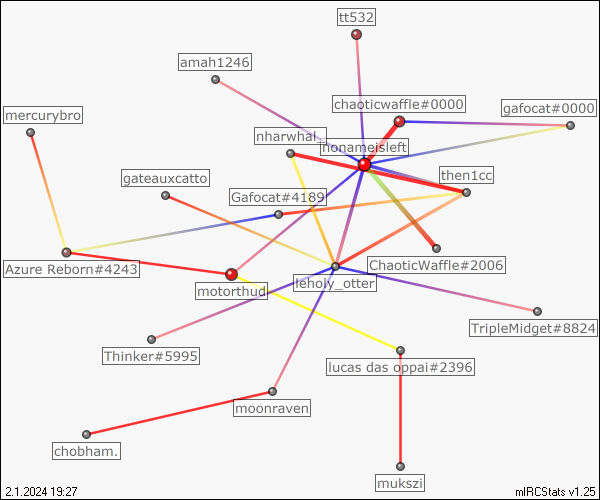 tt532
amah1246
chaoticwaffle#0000
gafocat#0000
mercurybro
nharwhal_
nonameisleft
then1cc
gateauxcatto
Gafocat#4189
Azure Reborn#4243
ChaoticWaffle#2006
motorthud
leholy_otter
TripleMidget#8824
Thinker#5995
lucas das oppai#2396
moonraven
chobham.
mukszi
2.1.2024 19:27
mIRCStats v1.25